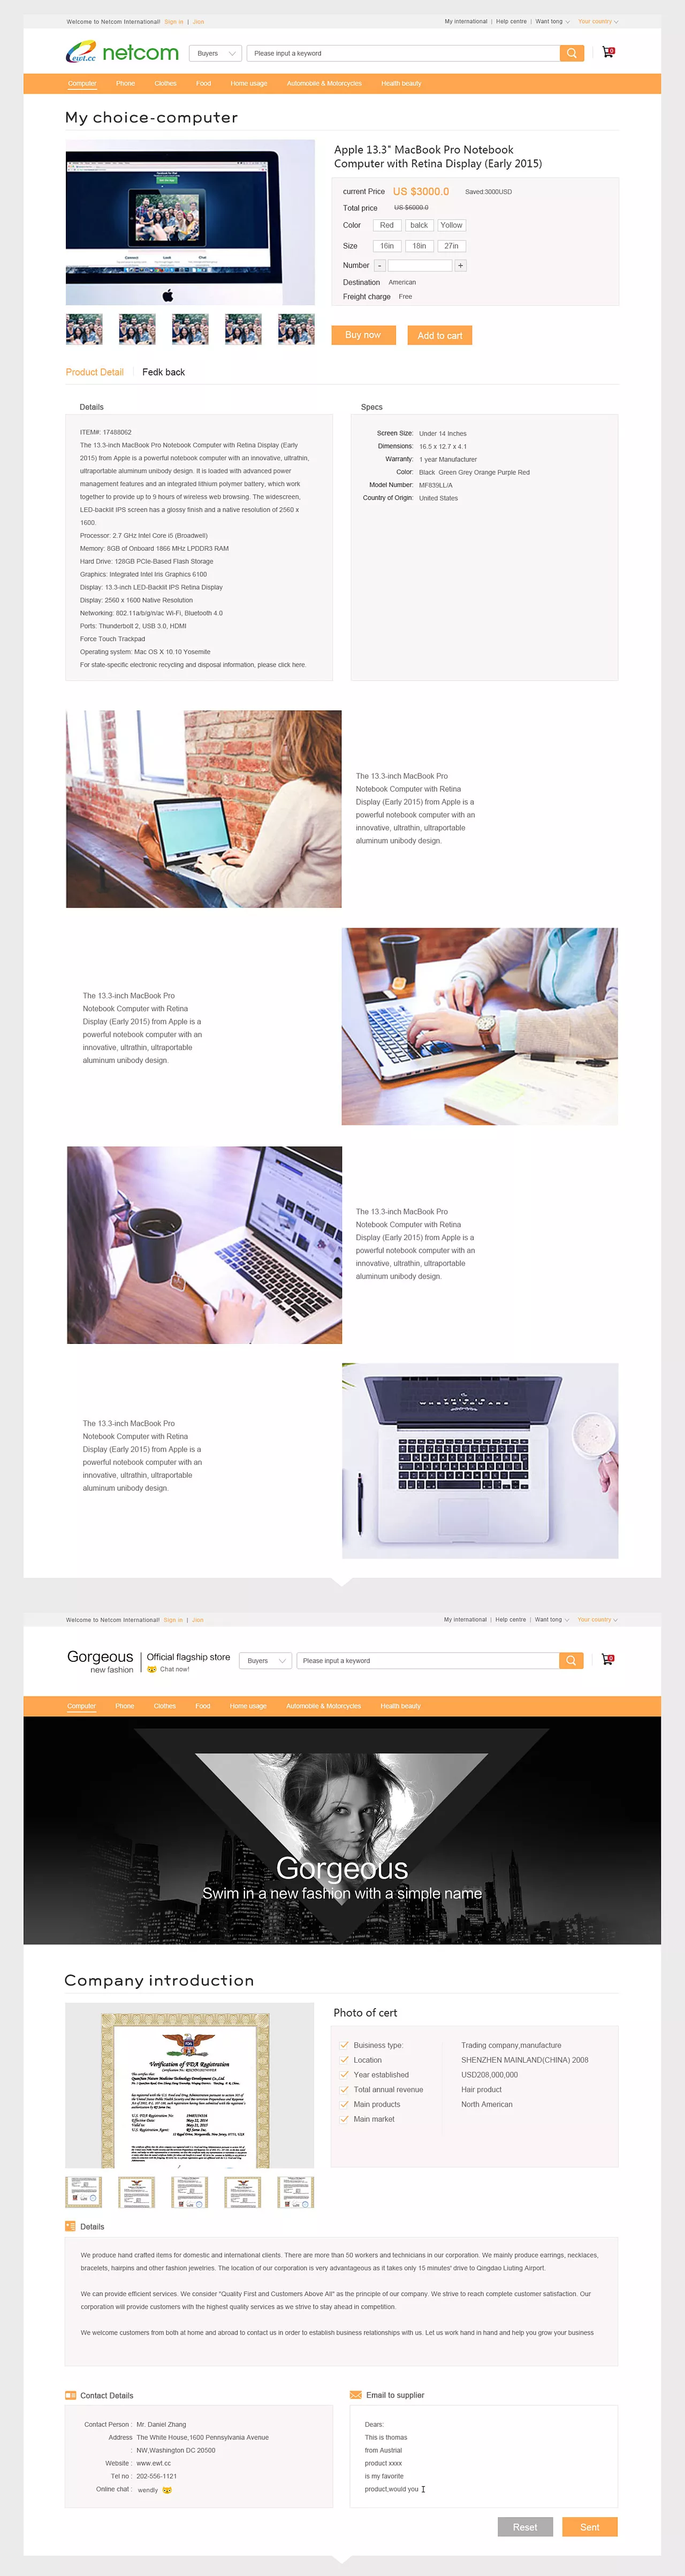 Welcome to Netcom International! Sign in | Jion
My international | Help centre | Want tong Your country
ewt.cc netcom Buyers Please input a keyword 0
Computer Phone Clothes Food Home usage Automobile & Motorcycles Health beauty
My choice-computer
Apple 13.3" MacBook Pro Notebook
Computer with Retina Display (Early 2015)
current Price US $3000.0 Saved:3000USD
Total price US $6000.0
Color Red balck Yollow
Size 16in 18in 27in
Number - +
Destination American
Freight charge Free
Buy now Add to cart
Product Detail Fedk back
Details
ITEM#: 17488062
The 13.3-inch MacBook Pro Notebook Computer with Retina Display (Early
2015) from Apple is a powerful notebook computer with an innovative, ultrathin,
ultraportable aluminum unibody design. It is loaded with advanced power
management features and an integrated lithium polymer battery, which work
together to provide up to 9 hours of wireless web browsing. The widescreen,
LED-backlit IPS screen has a glossy finish and a native resolution of 2560 x
1600.
Processor: 2.7 GHz Intel Core i5 (Broadwell)
Memory: 8GB of Onboard 1866 MHz LPDDR3 RAM
Hard Drive: 128GB PCIe-Based Flash Storage
Graphics: Integrated Intel Iris Graphics 6100
Display: 13.3-inch LED-Backlit IPS Retina Display
Display: 2560 x 1600 Native Resolution
Networking: 802.11a/b/g/n/ac Wi-Fi, Bluetooth 4.0
Ports: Thunderbolt 2, USB 3.0, HDMI
Force Touch Trackpad
Operating system: Mac OS X 10.10 Yosemite
For state-specific electronic recycling and disposal information, please click here.
Specs
Screen Size: Under 14 Inches
Dimensions: 16.5 x 12.7 x 4.1
Warranty: 1 year Manufacturer
Color: Black Green Grey Orange Purple Red
Model Number: MF839LL/A
Country of Origin: United States
The 13.3-inch MacBook Pro
Notebook Computer with Retina
Display (Early 2015) from Apple is a
powerful notebook computer with an
innovative, ultrathin, ultraportable
aluminum unibody design.
The 13.3-inch MacBook Pro
Notebook Computer with Retina
Display (Early 2015) from Apple is a
powerful notebook computer with an
innovative, ultrathin, ultraportable
aluminum unibody design.
The 13.3-inch MacBook Pro
Notebook Computer with Retina
Display (Early 2015) from Apple is a
powerful notebook computer with an
innovative, ultrathin, ultraportable
aluminum unibody design.
THIS IS
WHERE YOU ARE
The 13.3-inch MacBook Pro
Notebook Computer with Retina
Display (Early 2015) from Apple is a
powerful notebook computer with an
innovative, ultrathin, ultraportable
aluminum unibody design.
Welcome to Netcom International! Sign in | Jion
My international | Help centre | Want tong Your country
Gorgeous
new fashion
Official flagship store
Chat now!
Buyers Please input a keyword 0
Computer Phone Clothes Food Home usage Automobile & Motorcycles Health beauty
Gorgeous
Swim in a new fashion with a simple name
Company introduction
Verification of FDA Registration
Photo of cert
Buisiness type: Trading company,manufacture
Location SHENZHEN MAINLAND(CHINA) 2008
Year established USD208,000,000
Total annual revenue Hair product
Main products North American
Main market
Details
We produce hand crafted items for domestic and international clients. There are more than 50 workers and technicians in our corporation. We mainly produce earrings, necklaces,
bracelets, hairpins and other fashion jewelries. The location of our corporation is very advantageous as it takes only 15 minutes' drive to Qingdao Liuting Airport.
We can provide efficient services. We consider "Quality First and Customers Above All" as the principle of our company. We strive to reach complete customer satisfaction. Our
corporation will provide customers with the highest quality services as we strive to stay ahead in competition.
We welcome customers from both at home and abroad to contact us in order to establish business relationships with us. Let us work hand in hand and help you grow your business
Contact Details
Contact Person : Mr. Daniel Zhang
Address The White House,1600 Pennsylvania Avenue
: NW,Washington DC 20500
Website : www.ewt.cc
Tel no : 202-556-1121
Online chat : wendly
Email to supplier
Dears:
This is thomas
from Austrial
product xxxx
is my favorite
product,would you
Reset Sent